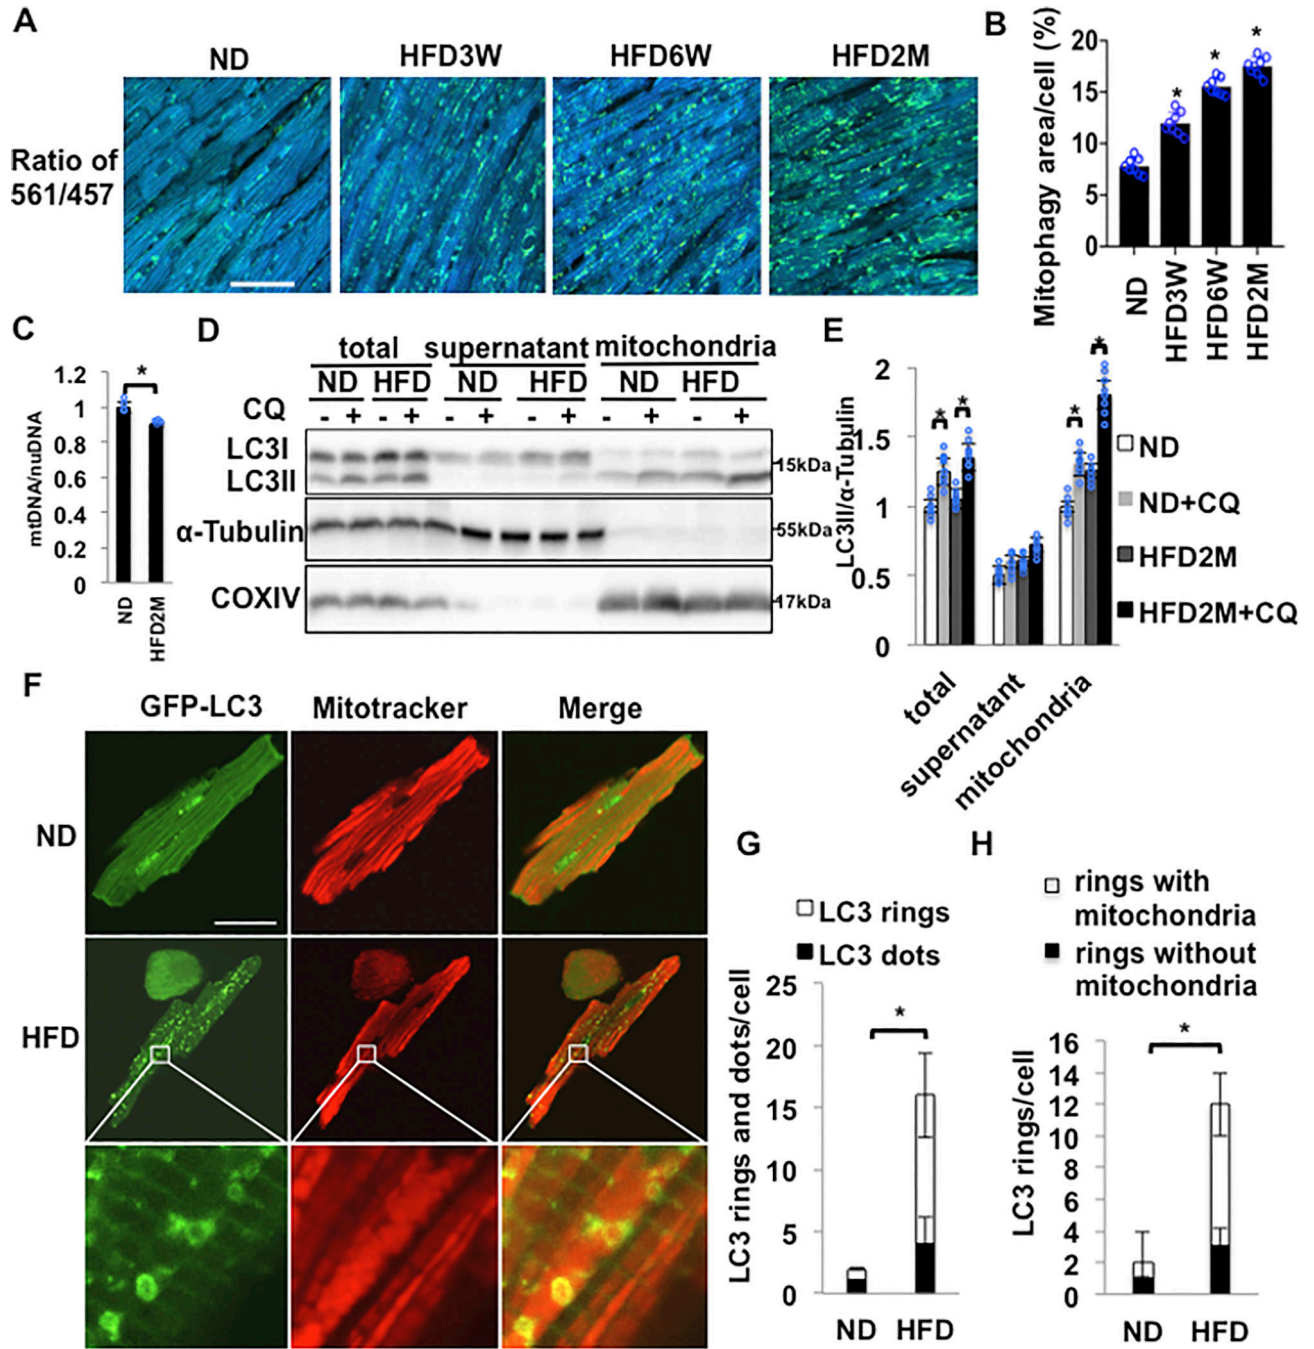 A
ND HFD3W HFD6W HFD2M
Ratio of
561/457
B
Mitophagy area/cell (%)
20
15
10
5
0
ND HFD3W HFD6W HFD2M
* * *
C
mtDNA/nuDNA
1.2
1
0.8
0.6
0.4
0.2
0
*
ND HFD2M
D
total supernatant mitochondria
ND HFD ND HFD ND HFD
CQ - + - + - + - + - + - +
LC3I
LC3II
15kDa
α-Tubulin
55kDa
COXIV
17kDa
E
LC3II/α-Tubulin
2
1.5
1
0.5
0
* * * *
total supernatant mitochondria
ND
ND+CQ
HFD2M
HFD2M+CQ
F
GFP-LC3 Mitotracker Merge
ND
HFD
G
LC3 rings
LC3 dots
LC3 rings and dots/cell
25
20
15
10
5
0
*
ND HFD
H
rings with
mitochondria
rings without
mitochondria
LC3 rings/cell
16
14
12
10
8
6
4
2
0
*
ND HFD